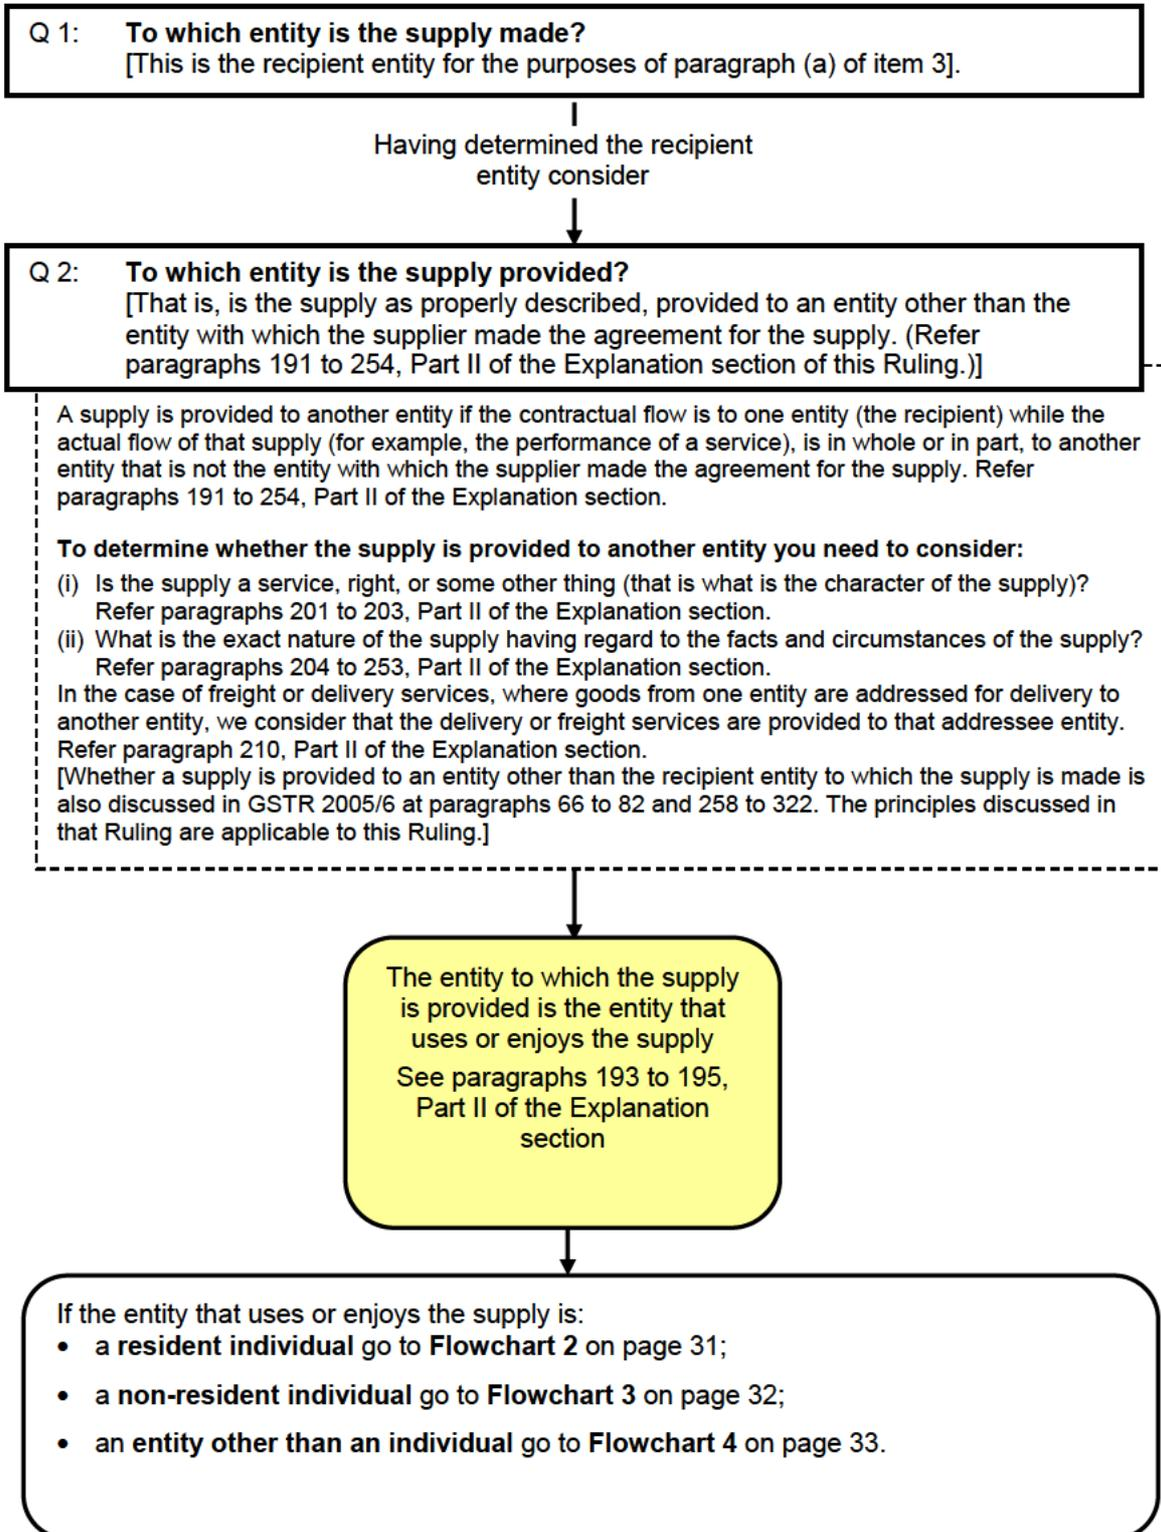 Q 1: To which entity is the supply made?
[This is the recipient entity for the purposes of paragraph (a) of item 3].
Having determined the recipient
entity consider
Q 2: To which entity is the supply provided?
[That is, is the supply as properly described, provided to an entity other than the
entity with which the supplier made the agreement for the supply. (Refer
paragraphs 191 to 254, Part II of the Explanation section of this Ruling.)]
A supply is provided to another entity if the contractual flow is to one entity (the recipient) while the
actual flow of that supply (for example, the performance of a service), is in whole or in part, to another
entity that is not the entity with which the supplier made the agreement for the supply. Refer
paragraphs 191 to 254, Part II of the Explanation section.
To determine whether the supply is provided to another entity you need to consider:
(i) Is the supply a service, right, or some other thing (that is what is the character of the supply)?
Refer paragraphs 201 to 203, Part II of the Explanation section.
(ii) What is the exact nature of the supply having regard to the facts and circumstances of the supply?
Refer paragraphs 204 to 253, Part II of the Explanation section.
In the case of freight or delivery services, where goods from one entity are addressed for delivery to
another entity, we consider that the delivery or freight services are provided to that addressee entity.
Refer paragraph 210, Part II of the Explanation section.
[Whether a supply is provided to an entity other than the recipient entity to which the supply is made is
also discussed in GSTR 2005/6 at paragraphs 66 to 82 and 258 to 322. The principles discussed in
that Ruling are applicable to this Ruling.]
The entity to which the supply
is provided is the entity that
uses or enjoys the supply
See paragraphs 193 to 195,
Part II of the Explanation
section
If the entity that uses or enjoys the supply is:
• a resident individual go to Flowchart 2 on page 31;
• a non-resident individual go to Flowchart 3 on page 32;
• an entity other than an individual go to Flowchart 4 on page 33.